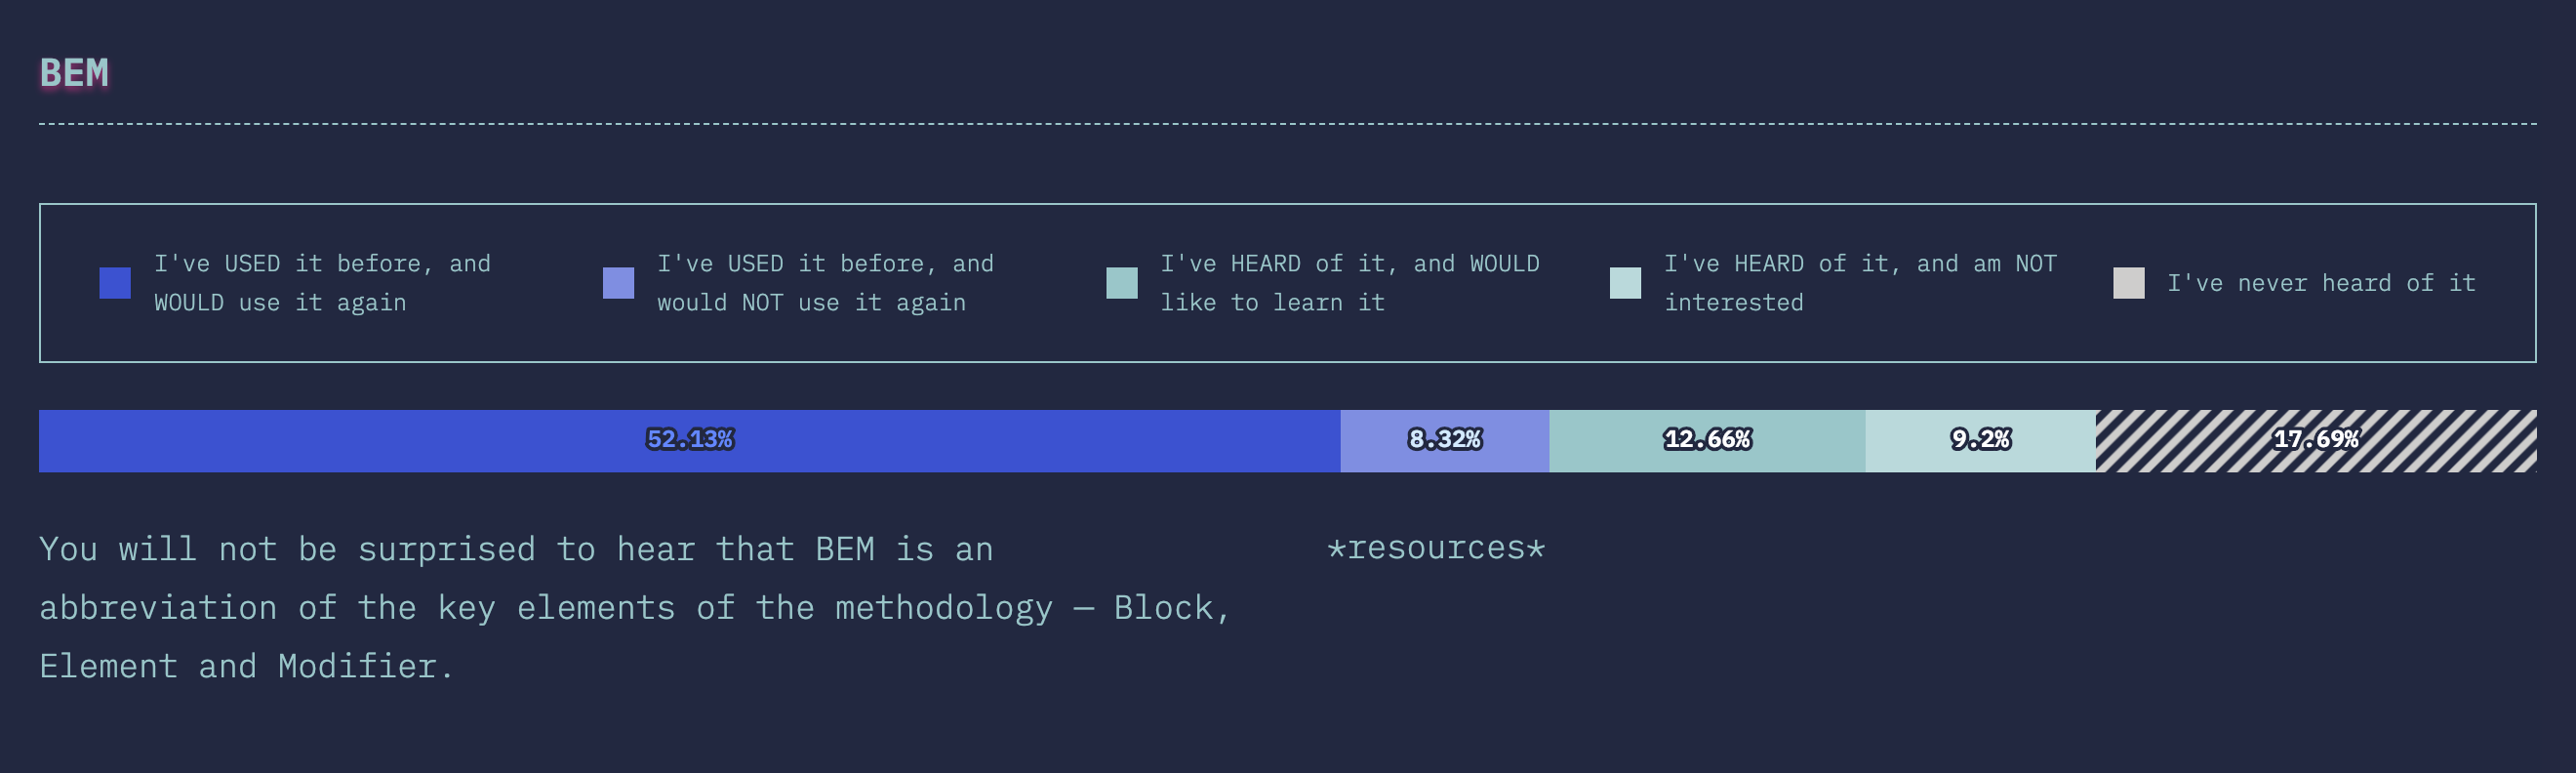 BEM
I've USED it before, and
WOULD use it again
I've USED it before, and
would NOT use it again
I've HEARD of it, and WOULD
like to learn it
I've HEARD of it, and am NOT
interested
I've never heard of it
52.13%
8.32%
12.66%
9.2%
17.69%
You will not be surprised to hear that BEM is an
abbreviation of the key elements of the methodology – Block,
Element and Modifier.
*resources*